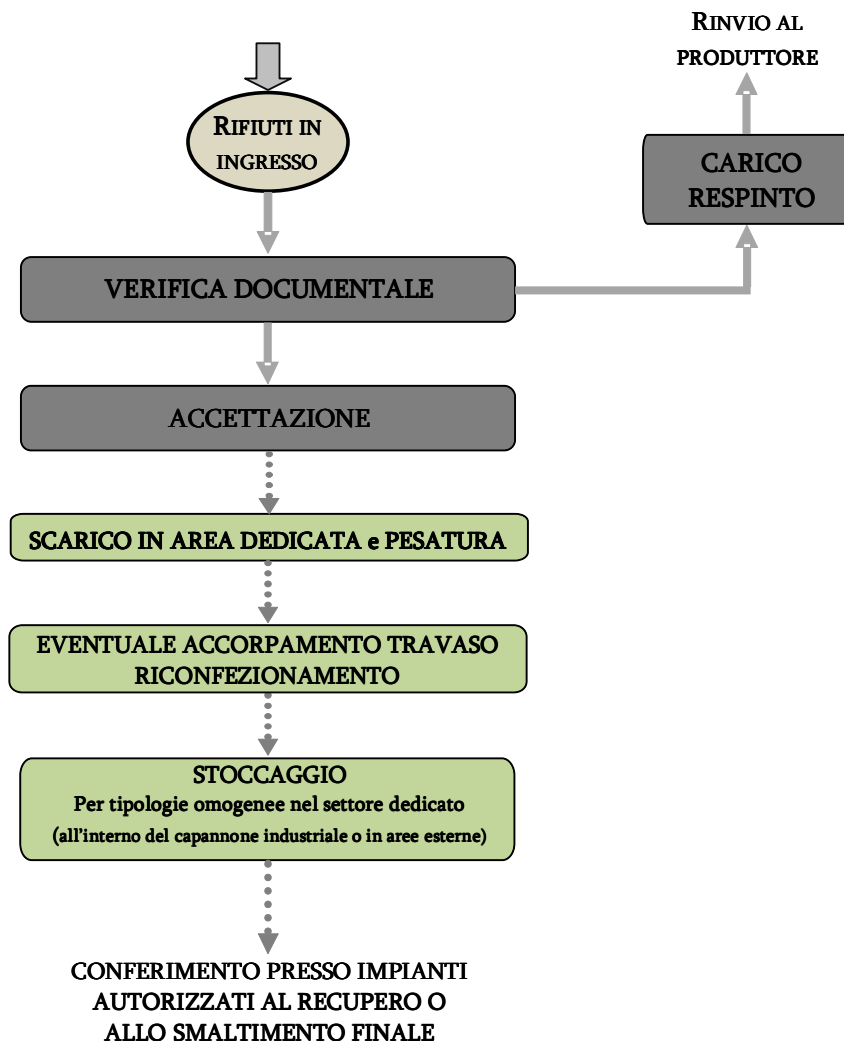 RINVIO AL
PRODUTTORE
RIFIUTI IN
INGRESSO
CARICO
RESPINTO
VERIFICA DOCUMENTALE
ACCETTAZIONE
SCARICO IN AREA DEDICATA e PESATURA
EVENTUALE ACCORPAMENTO TRAVASO
RICONFEZIONAMENTO
STOCCAGGIO
Per tipologie omogenee nel settore dedicato
(all'interno del capannone industriale o in aree esterne)
CONFERIMENTO PRESSO IMPIANTI
AUTORIZZATI AL RECUPERO O
ALLO SMALTIMENTO FINALE